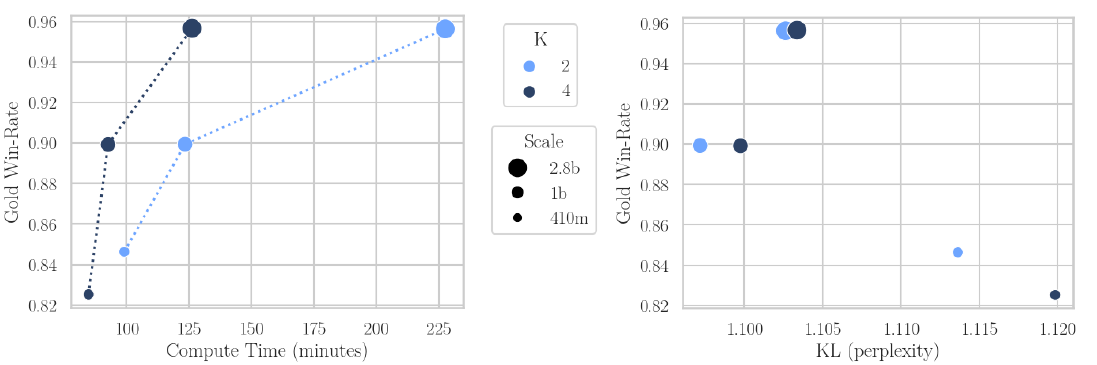 0.96
0.94
0.92
0.90
0.88
0.86
0.84
0.82
Gold Win-Rate
100 125 150 175 200 225
Compute Time (minutes)
K
2
4
Scale
2.8b
1b
410m
0.96
0.94
0.92
0.90
0.88
0.86
0.84
0.82
Gold Win-Rate
1.100 1.105 1.110 1.115 1.120
KL (perplexity)